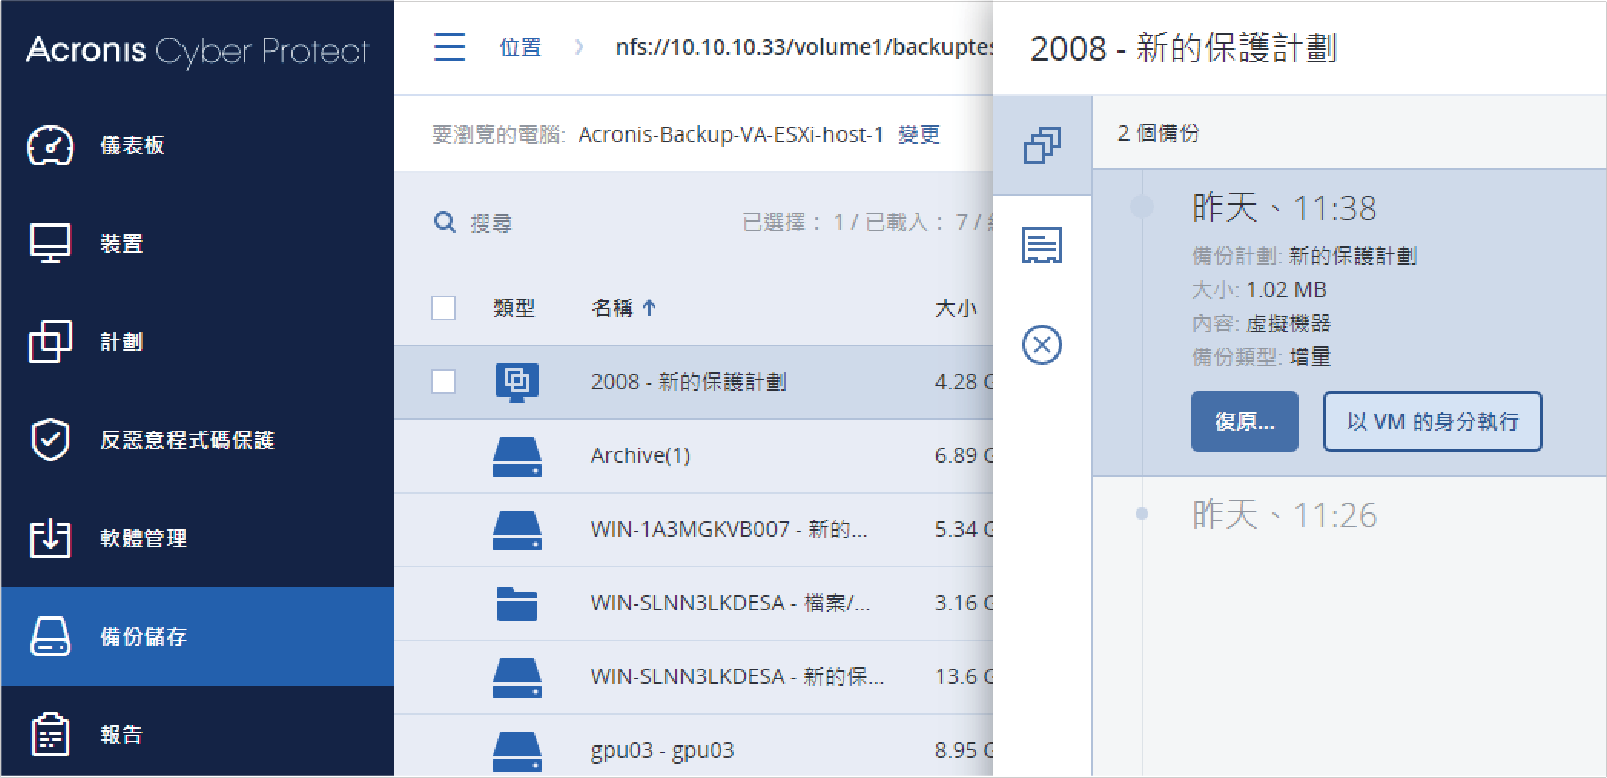 Acronis Cyber Protect
儀表板
裝置
計劃
反惡意程式碼保護
軟體管理
備份儲存
報告
位置 > nfs://10.10.10.33/volume1/backuptes
要瀏覽的電腦: Acronis-Backup-VA-ESXi-host-1 變更
搜尋 已選擇： 1 / 已載入： 7 /
類型 名稱 大小
2008 - 新的保護計劃 4.28 G
Archive(1) 6.89 G
WIN-1A3MGKVB007 - 新的... 5.34 G
WIN-SLNN3LKDESA - 檔案/... 3.16 G
WIN-SLNN3LKDESA - 新的保... 13.6 G
gpu03 - gpu03 8.95 G
2008 - 新的保護計劃
2 個備份
昨天、11:38
備份計劃: 新的保護計劃
大小: 1.02 MB
內容: 虛擬機器
備份類型: 增量
復原...
以 VM 的身分執行
昨天、11:26